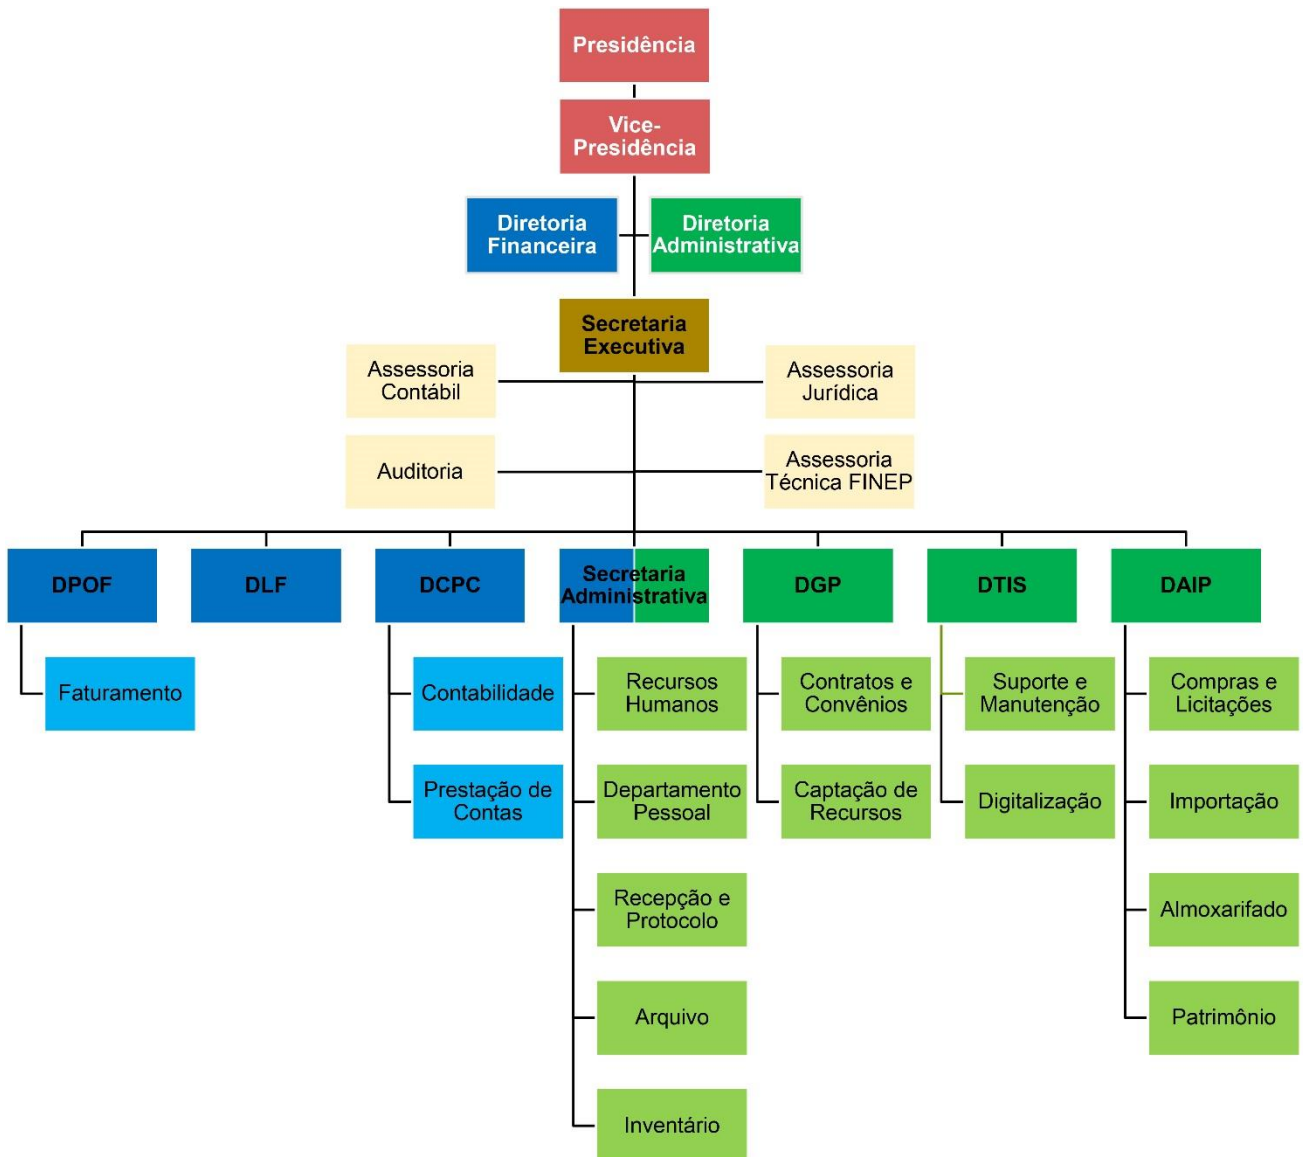 Presidência
Vice-
Presidência
Diretoria
Financeira
Diretoria
Administrativa
Secretaria
Executiva
Assessoria
Contábil
Assessoria
Jurídica
Auditoria
Assessoria
Técnica FINEP
DPOF
DLF
DCPC
Secretaria
Administrativa
DGP
DTIS
DAIP
Faturamento
Contabilidade
Recursos
Humanos
Contratos e
Convênios
Suporte e
Manutenção
Compras e
Licitações
Prestação de
Contas
Departamento
Pessoal
Captação de
Recursos
Digitalização
Importação
Recepção e
Protocolo
Almoxarifado
Arquivo
Patrimônio
Inventário